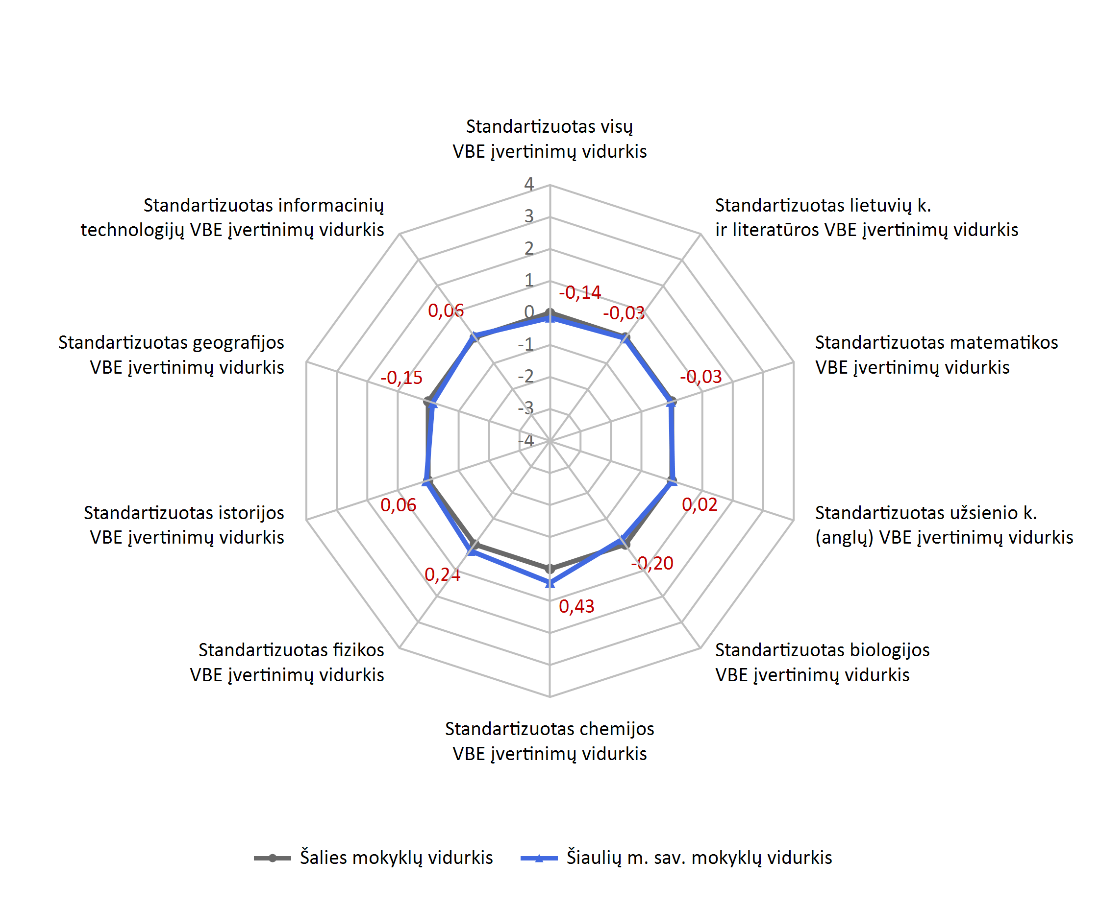 Standartizuotas visų
VBE įvertinimų vidurkis
Standartizuotas lietuvių k.
ir literatūros VBE įvertinimų vidurkis
Standartizuotas matematikos
VBE įvertinimų vidurkis
Standartizuotas užsienio k.
(anglų) VBE įvertinimų vidurkis
Standartizuotas biologijos
VBE įvertinimų vidurkis
Standartizuotas chemijos
VBE įvertinimų vidurkis
Standartizuotas fizikos
VBE įvertinimų vidurkis
Standartizuotas istorijos
VBE įvertinimų vidurkis
Standartizuotas geografijos
VBE įvertinimų vidurkis
Standartizuotas informacinių
technologijų VBE įvertinimų vidurkis
4
3
2
1
0
-1
-2
-3
-4
-0,14
-0,03
-0,03
0,02
-0,20
0,43
0,24
0,06
-0,15
0,06
Šalies mokyklų vidurkis
Šiaulių m. sav. mokyklų vidurkis